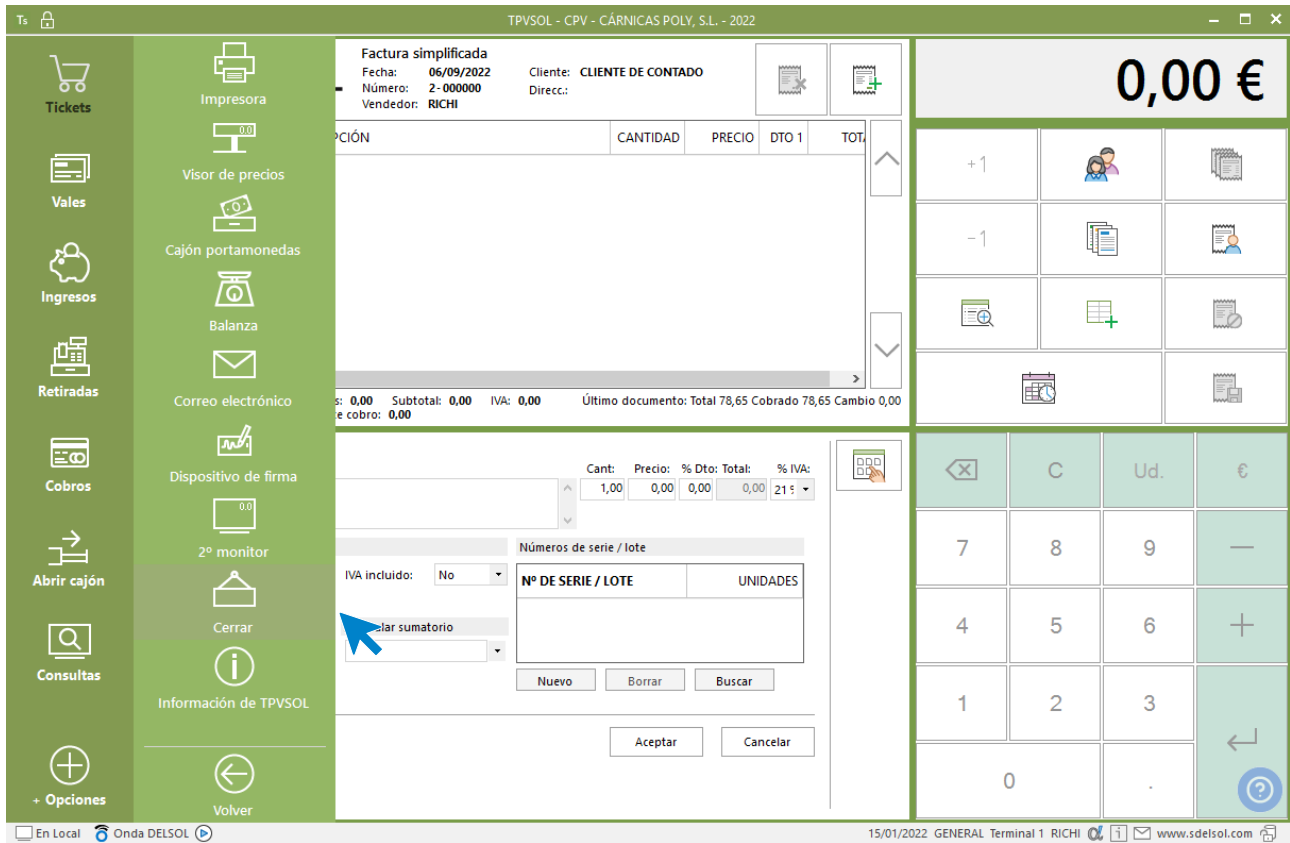 Ts
TPVSOL - CPV - CÁRNICAS POLY, S.L. - 2022
Tickets
Vales
Ingresos
Retiradas
Cobros
Abrir cajón
Consultas
+ Opciones
Impresora
0.0
Visor de precios
Cajón portamonedas
Balanza
Correo electrónico
Dispositivo de firma
0.0
2º monitor
Cerrar
Información de TPVSOL
Volver
Factura simplificada
Fecha: 06/09/2022 Cliente: CLIENTE DE CONTADO
Número: 2-000000 Direcc.:
Vendedor: RICHI
PCIÓN CANTIDAD PRECIO DTO 1 TOTA
s: 0,00 Subtotal: 0,00 IVA: 0,00 Último documento: Total 78,65 Cobrado 78,65 Cambio 0,00
e cobro: 0,00
Cant: Precio: % Dto: Total: % IVA:
1,00 0,00 0,00 0,00 21
Números de serie / lote
IVA incluido: No
Nº DE SERIE / LOTE UNIDADES
elar sumatorio
Nuevo Borrar Buscar
Aceptar Cancelar
0,00 €
+1
-1
C Ud. €
7 8 9 —
4 5 6 +
1 2 3
0 .
?
En Local Onda DELSOL
15/01/2022 GENERAL Terminal 1 RICHI α i www.sdelsol.com